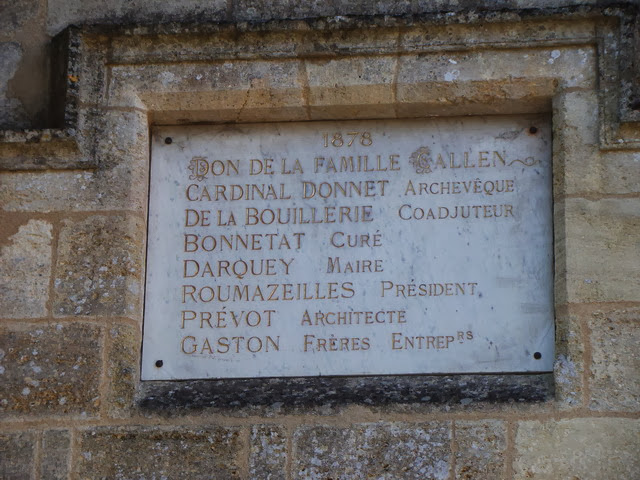 1878
DON DE LA FAMILLE GALLEN
CARDINAL DONNET ARCHEVÊQUE
DE LA BOUILLERIE COADJUTEUR
BONNETAT CURÉ
DARQUEY MAIRE
ROUMAZEILLES PRÉSIDENT
PRÉVOT ARCHITECTE
GASTON FRÈRES ENTREPRS